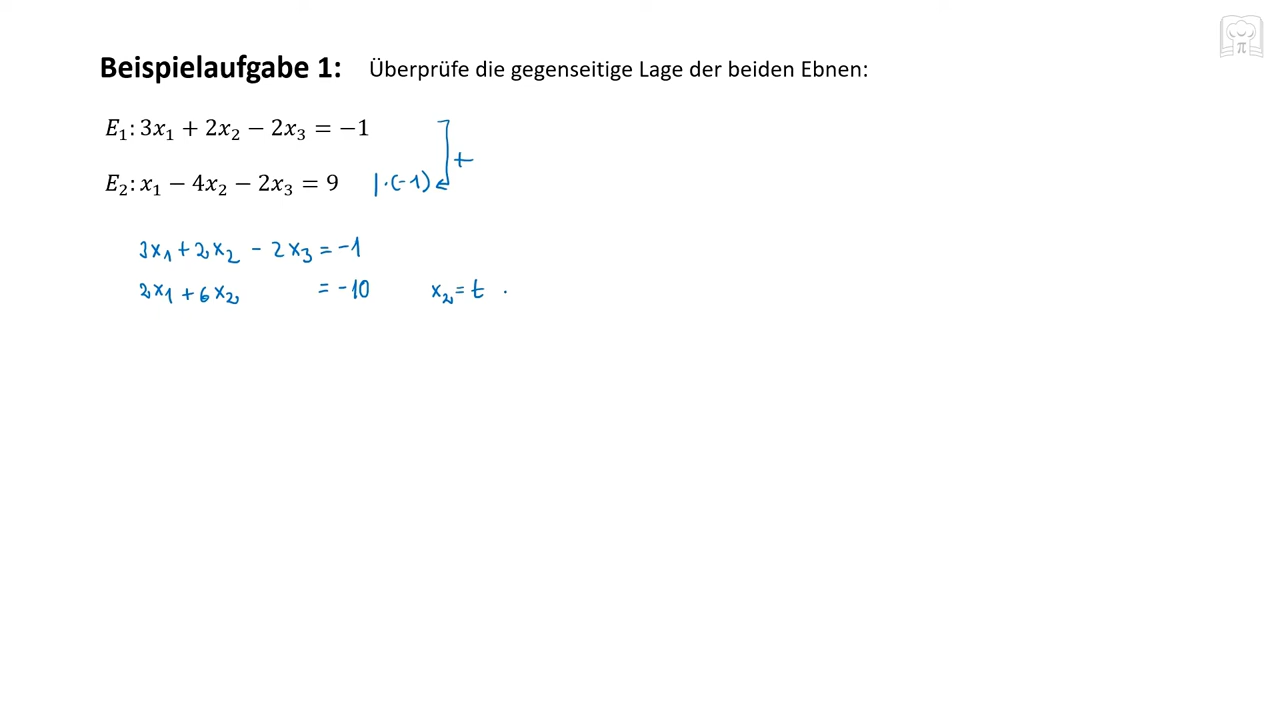 Beispielaufgabe 1: Überprüfe die gegenseitige Lage der beiden Ebnen:
E₁: 3x₁ + 2x₂ − 2x₃ = −1
+
E₂: x₁ − 4x₂ − 2x₃ = 9 |·(-1)
3x₁ + 2x₂ - 2x₃ = -1
2x₁ + 6x₂ = -10 x₂ = t .
π